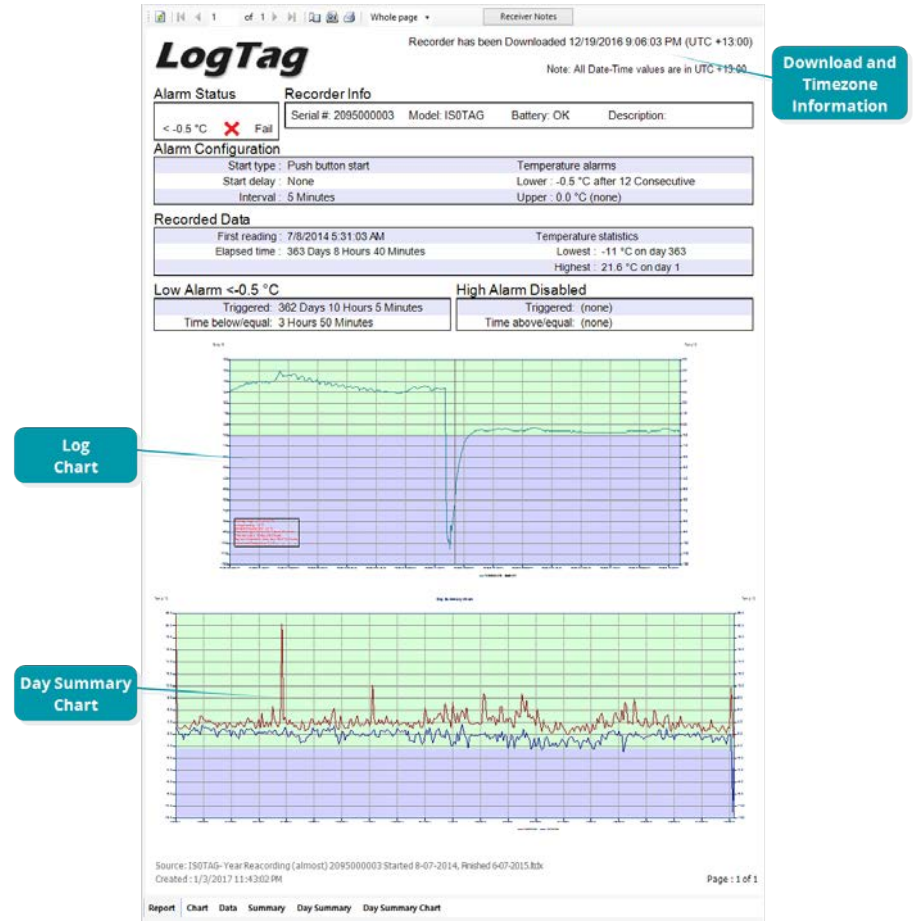 1 of 1 Whole page Receiver Notes
LogTag
Recorder has been Downloaded 12/19/2016 9:06:03 PM (UTC +13:00)
Note: All Date-Time values are in UTC +13:00
Download and
Timezone
Information
Alarm Status Recorder Info
Serial #: 2095000003 Model: IS0TAG Battery: OK Description:
< -0.5 °C Fail
Alarm Configuration
Start type : Push button start Temperature alarms
Start delay : None Lower : -0.5 °C after 12 Consecutive
Interval : 5 Minutes Upper : 0.0 °C (none)
Recorded Data
First reading : 7/8/2014 5:31:03 AM Temperature statistics
Elapsed time : 363 Days 8 Hours 40 Minutes Lowest : -11 °C on day 363
Highest : 21.6 °C on day 1
Low Alarm <-0.5 °C High Alarm Disabled
Triggered: 362 Days 10 Hours 5 Minutes Triggered: (none)
Time below/equal: 3 Hours 50 Minutes Time above/equal: (none)
Log
Chart
Day Summary Chart
Day Summary
Chart
Source: IS0TAG- Year Reacording (almost) 2095000003 Started 8-07-2014, Finished 6-07-2015.ltdx
Created : 1/3/2017 11:43:02 PM Page : 1 of 1
Report Chart Data Summary Day Summary Day Summary Chart